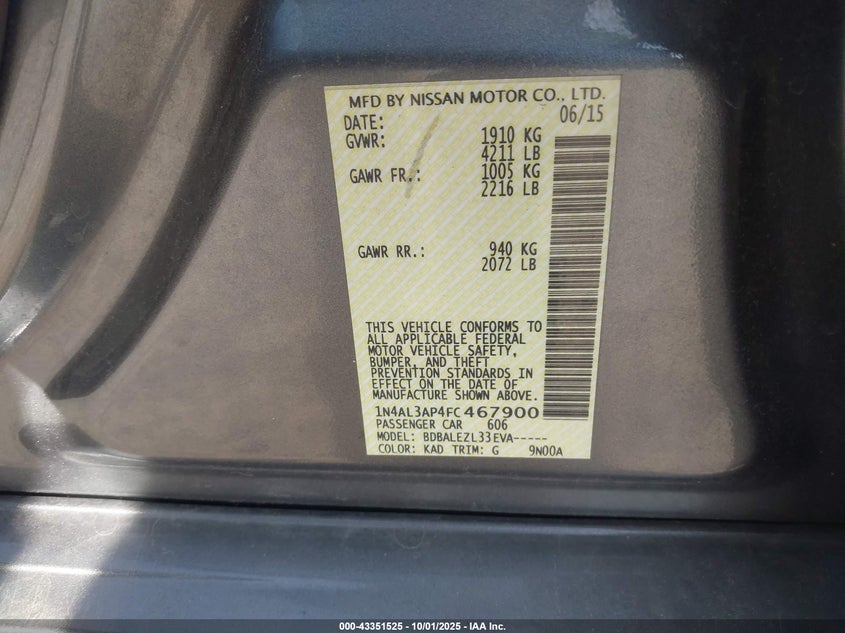 MFD BY NISSAN MOTOR CO., LTD.
DATE: 06/15
GVWR: 1910 KG
4211 LB
GAWR FR.: 1005 KG
2216 LB
GAWR RR.: 940 KG
2072 LB
THIS VEHICLE CONFORMS TO
ALL APPLICABLE FEDERAL
MOTOR VEHICLE SAFETY,
BUMPER, AND THEFT
PREVENTION STANDARDS IN
EFFECT ON THE DATE OF
MANUFACTURE SHOWN ABOVE.
1N4AL3AP4FC467900
PASSENGER CAR 606
MODEL: BDBALEZL33EVA-----
COLOR: KAD TRIM: G 9N00A
000-43351525 - 10/01/2025 - IAA Inc.